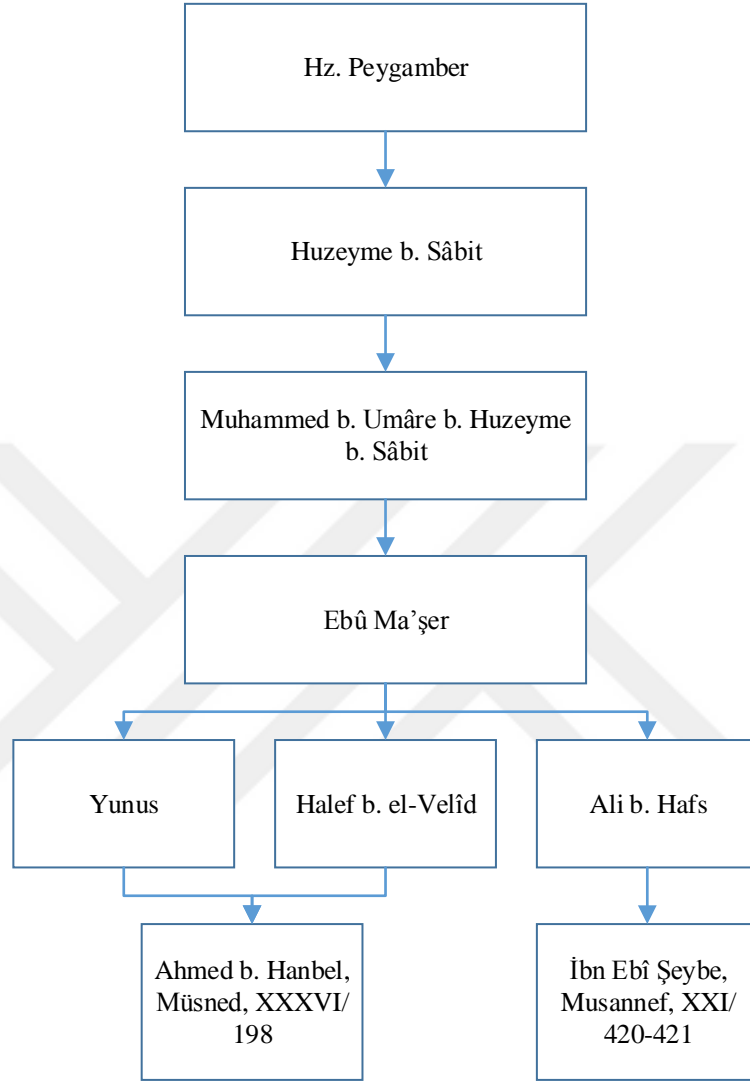 Hz. Peygamber
Huzeyme b. Sâbit
Muhammed b. Umâre b. Huzeyme
b. Sâbit
Ebû Ma’şer
Yunus
Halef b. el-Velîd
Ali b. Hafs
Ahmed b. Hanbel,
Müsned, XXXVI/
198
İbn Ebî Şeybe,
Musannef, XXI/
420-421